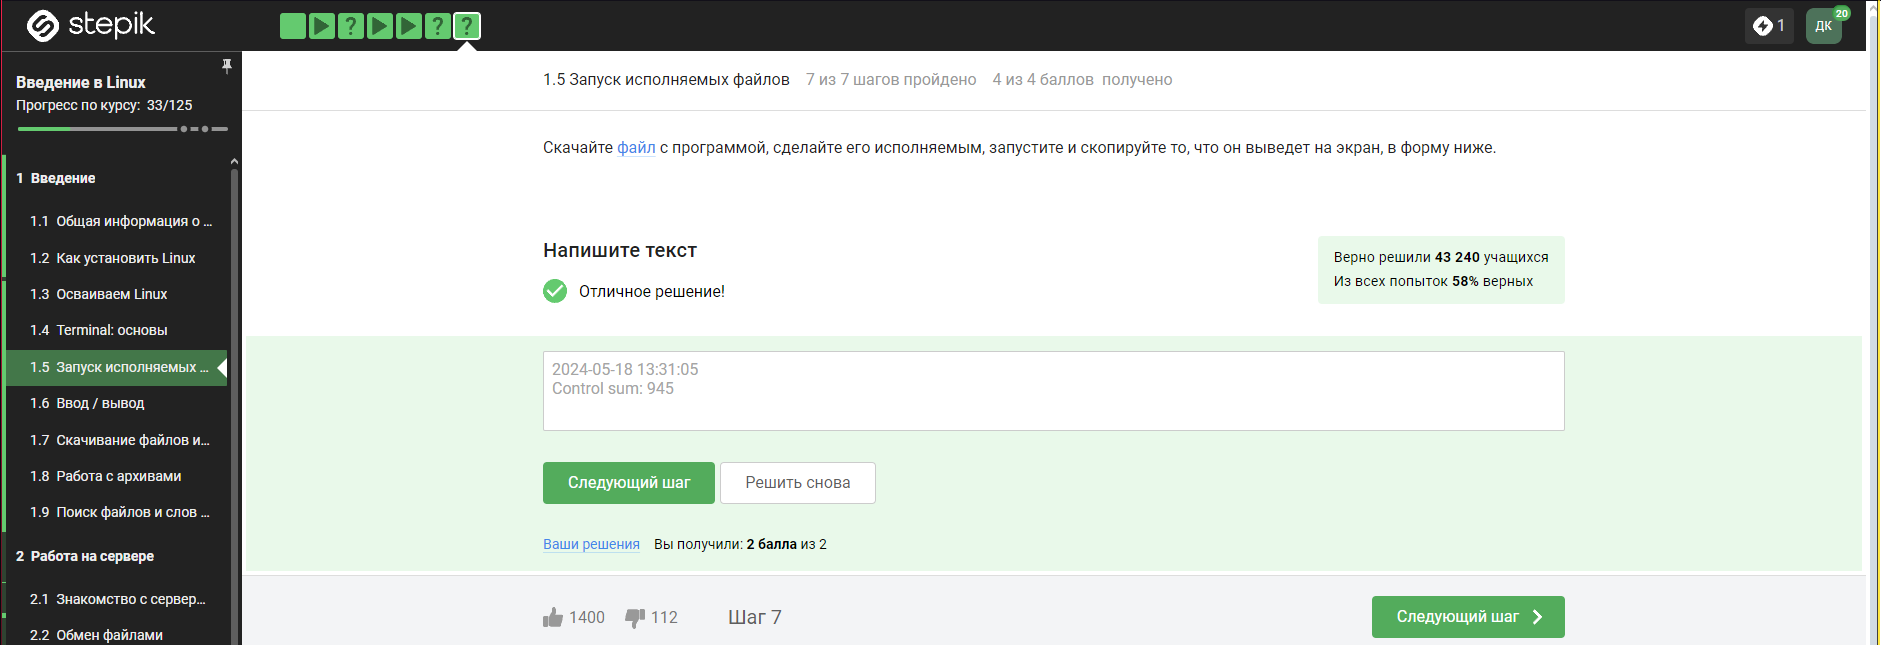 stepik
? ? ?
1
ДК
20
Введение в Linux
Прогресс по курсу: 33/125
1 Введение
1.1 Общая информация о ...
1.2 Как установить Linux
1.3 Осваиваем Linux
1.4 Terminal: основы
1.5 Запуск исполняемых ...
1.6 Ввод / вывод
1.7 Скачивание файлов и...
1.8 Работа с архивами
1.9 Поиск файлов и слов ...
2 Работа на сервере
2.1 Знакомство с сервер...
2.2 Обмен файлами
1.5 Запуск исполняемых файлов 7 из 7 шагов пройдено 4 из 4 баллов получено
Скачайте файл с программой, сделайте его исполняемым, запустите и скопируйте то, что он выведет на экран, в форму ниже.
Напишите текст
Отличное решение!
Верно решили 43 240 учащихся
Из всех попыток 58% верных
2024-05-18 13:31:05
Control sum: 945
Следующий шаг
Решить снова
Ваши решения Вы получили: 2 балла из 2
1400 112 Шаг 7
Следующий шаг